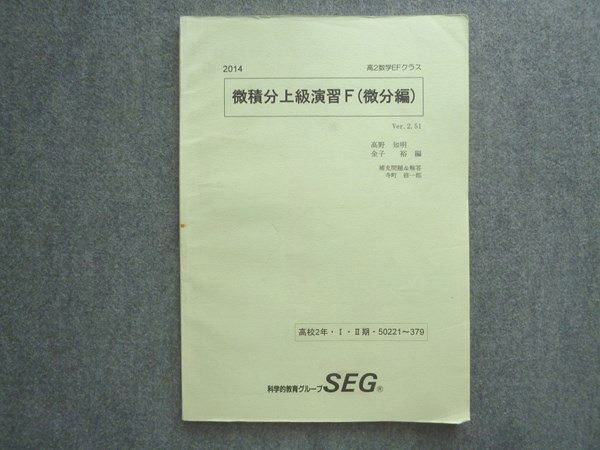 2014
高2数学EFクラス
微積分上級演習F(微分編)
Ver.2.51
高野 知明
金子 裕 編
補充問題&解答
寺町 修一郎
高校2年・Ⅰ・Ⅱ期・50221〜379
科学的教育グループSEG®